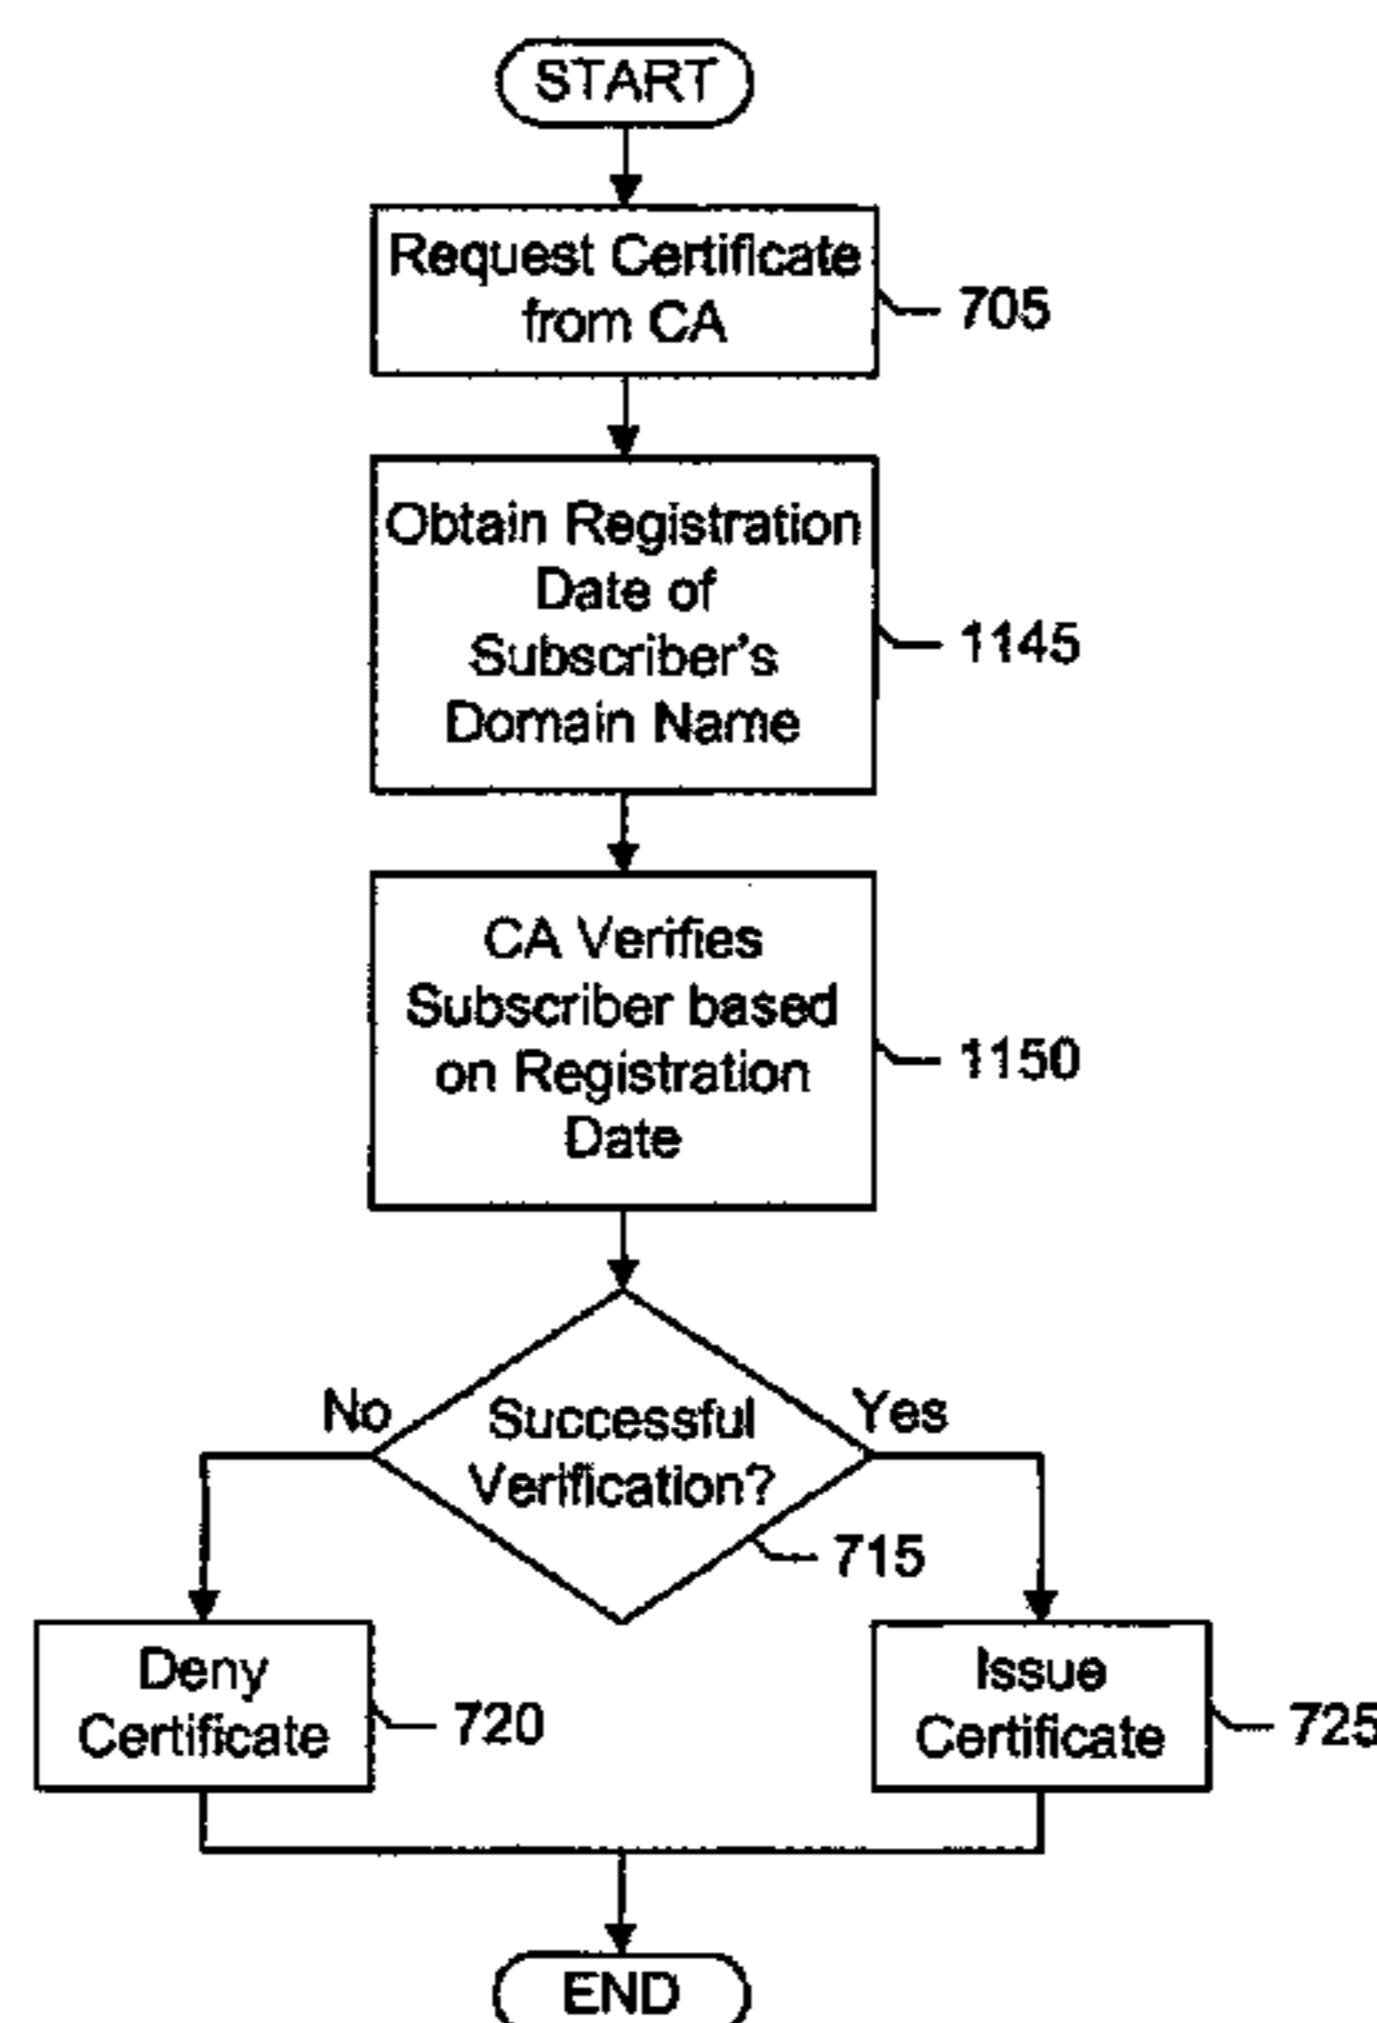 START
Request Certificate
from CA
705
Obtain Registration
Date of
Subscriber's
Domain Name
1145
CA Verifies
Subscriber based
on Registration
Date
1150
No
Yes
Successful
Verification?
715
Deny
Certificate
720
Issue
Certificate
725
END